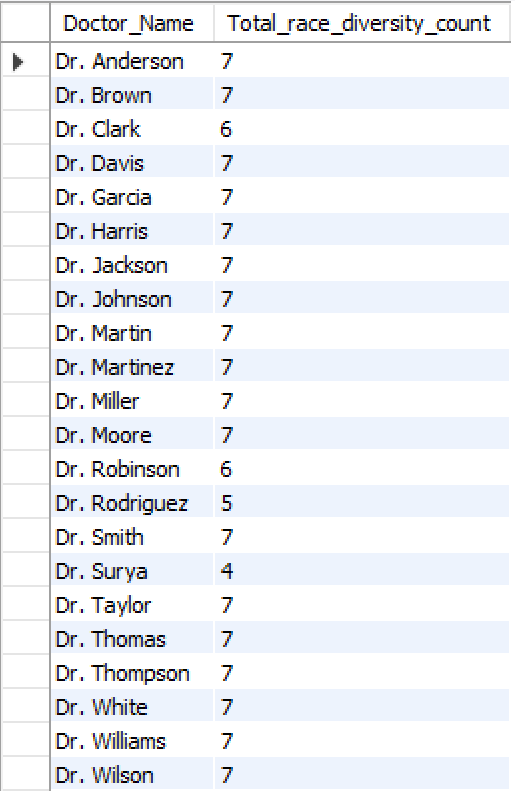 Doctor_Name Total_race_diversity_count
Dr. Anderson 7
Dr. Brown 7
Dr. Clark 6
Dr. Davis 7
Dr. Garcia 7
Dr. Harris 7
Dr. Jackson 7
Dr. Johnson 7
Dr. Martin 7
Dr. Martinez 7
Dr. Miller 7
Dr. Moore 7
Dr. Robinson 6
Dr. Rodriguez 5
Dr. Smith 7
Dr. Surya 4
Dr. Taylor 7
Dr. Thomas 7
Dr. Thompson 7
Dr. White 7
Dr. Williams 7
Dr. Wilson 7